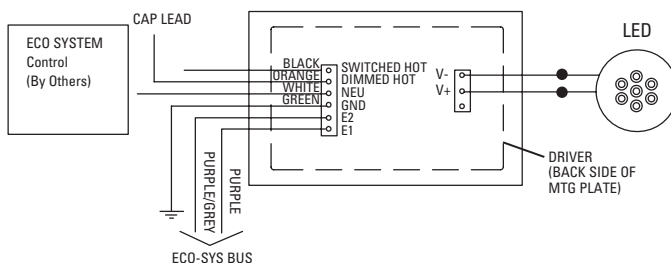 CAP LEAD
ECO SYSTEM
Control
(By Others)
BLACK
ORANGE
WHITE
GREEN
SWITCHED HOT
DIMMED HOT
NEU
GND
E2
E1
V-
V+
LED
DRIVER
(BACK SIDE OF
MTG PLATE)
PURPLE/GREY
PURPLE
ECO-SYS BUS